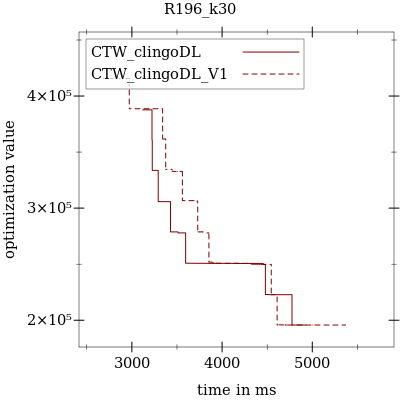 R196_k30
CTW_clingoDL
CTW_clingoDL_V1
optimization value
4×10⁵
3×10⁵
2×10⁵
3000 4000 5000
time in ms